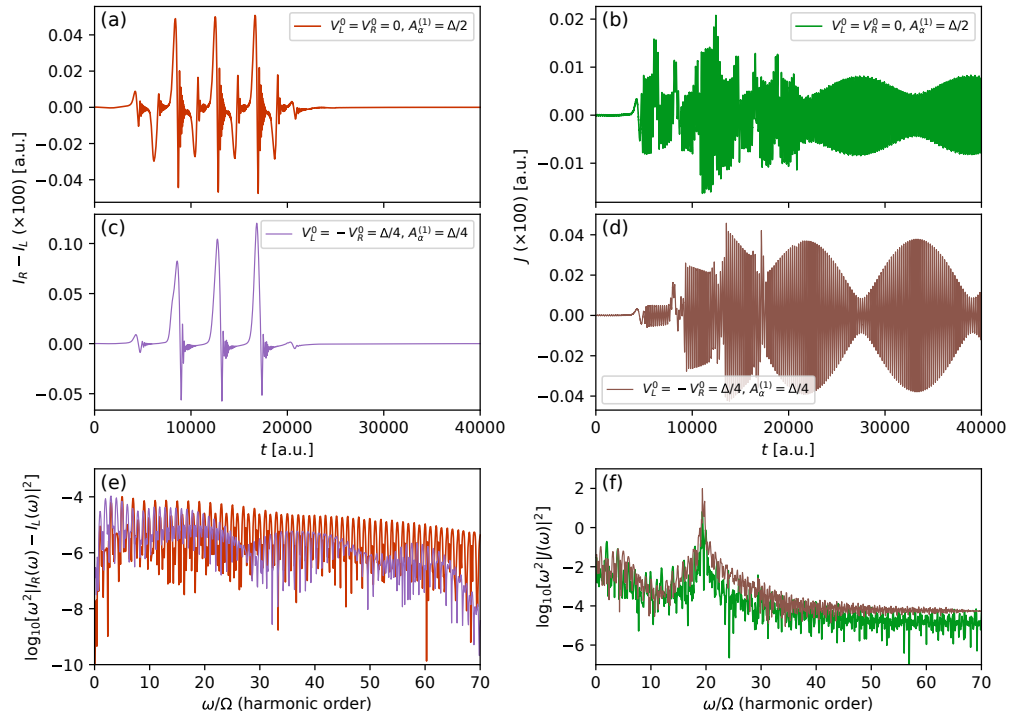 (a)
V_L^0 = V_R^0 = 0, A_α^(1) = Δ/2
0.04
0.02
0.00
−0.02
−0.04
(b)
V_L^0 = V_R^0 = 0, A_α^(1) = Δ/2
0.02
0.01
0.00
−0.01
I_R − I_L (×100) [a.u.]
J (×100) [a.u.]
(c)
V_L^0 = − V_R^0 = Δ/4, A_α^(1) = Δ/4
0.10
0.05
0.00
−0.05
0 10000 20000 30000 40000
t [a.u.]
(d)
V_L^0 = − V_R^0 = Δ/4, A_α^(1) = Δ/4
0.04
0.02
0.00
−0.02
−0.04
0 10000 20000 30000 40000
t [a.u.]
(e)
log10[ω²|I_R(ω) − I_L(ω)|²]
−4
−6
−8
−10
0 10 20 30 40 50 60 70
ω/Ω (harmonic order)
(f)
log10[ω²|J(ω)|²]
2
0
−2
−4
−6
0 10 20 30 40 50 60 70
ω/Ω (harmonic order)